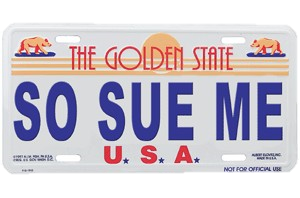 THE GOLDEN STATE
SO SUE ME
U.S.A.
NOT FOR OFFICIAL USE